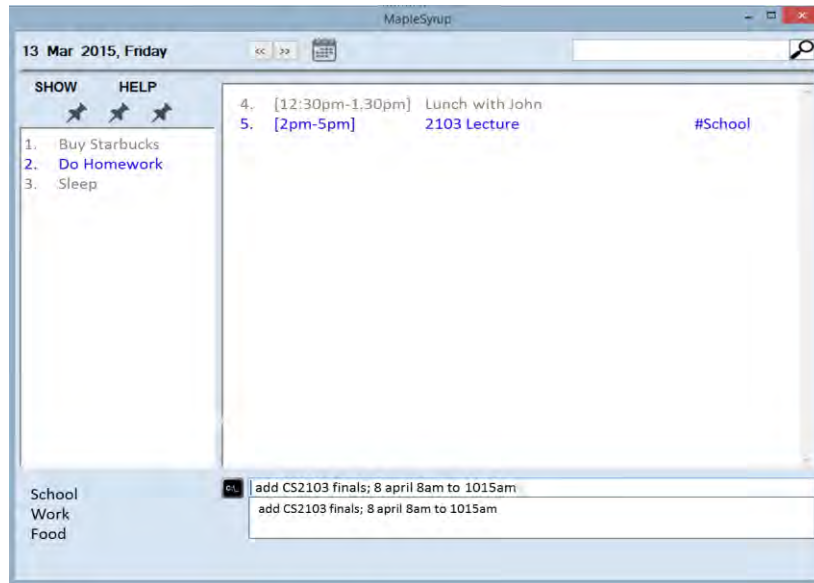 MapleSyrup
13 Mar 2015, Friday
<< >>
SHOW HELP
1. Buy Starbucks
2. Do Homework
3. Sleep
4. [12:30pm-1.30pm] Lunch with John
5. [2pm-5pm] 2103 Lecture #School
School
Work
Food
C:\_
add CS2103 finals; 8 april 8am to 1015am
add CS2103 finals; 8 april 8am to 1015am